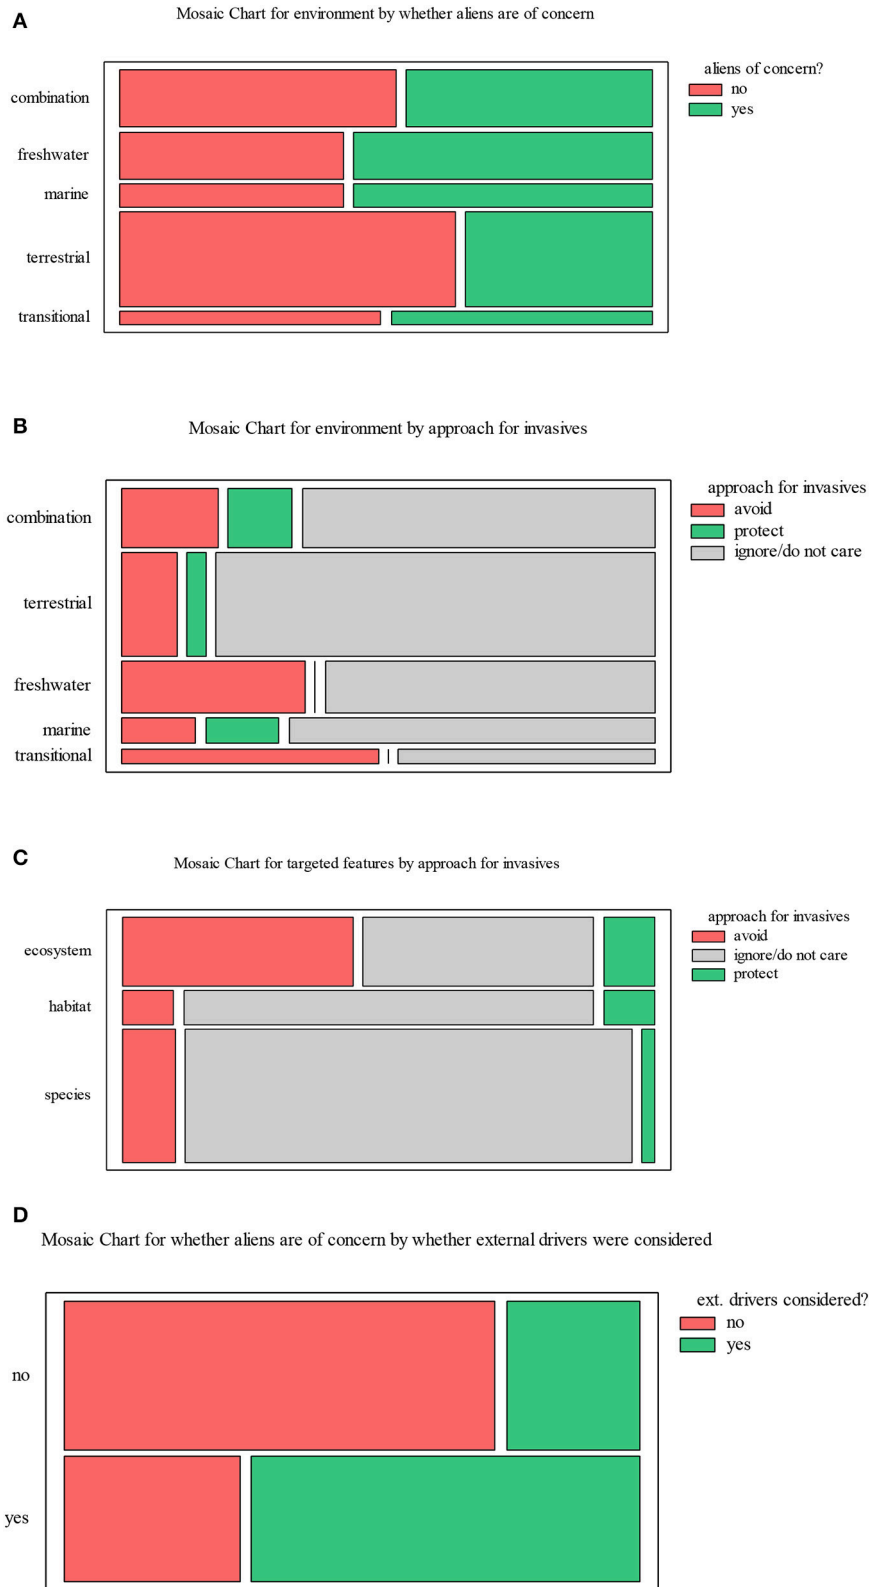 A
Mosaic Chart for environment by whether aliens are of concern
aliens of concern?
no
yes
combination
freshwater
marine
terrestrial
transitional
B
Mosaic Chart for environment by approach for invasives
approach for invasives
avoid
protect
ignore/do not care
combination
terrestrial
freshwater
marine
transitional
C
Mosaic Chart for targeted features by approach for invasives
approach for invasives
avoid
ignore/do not care
protect
ecosystem
habitat
species
D
Mosaic Chart for whether aliens are of concern by whether external drivers were considered
ext. drivers considered?
no
yes
no
yes